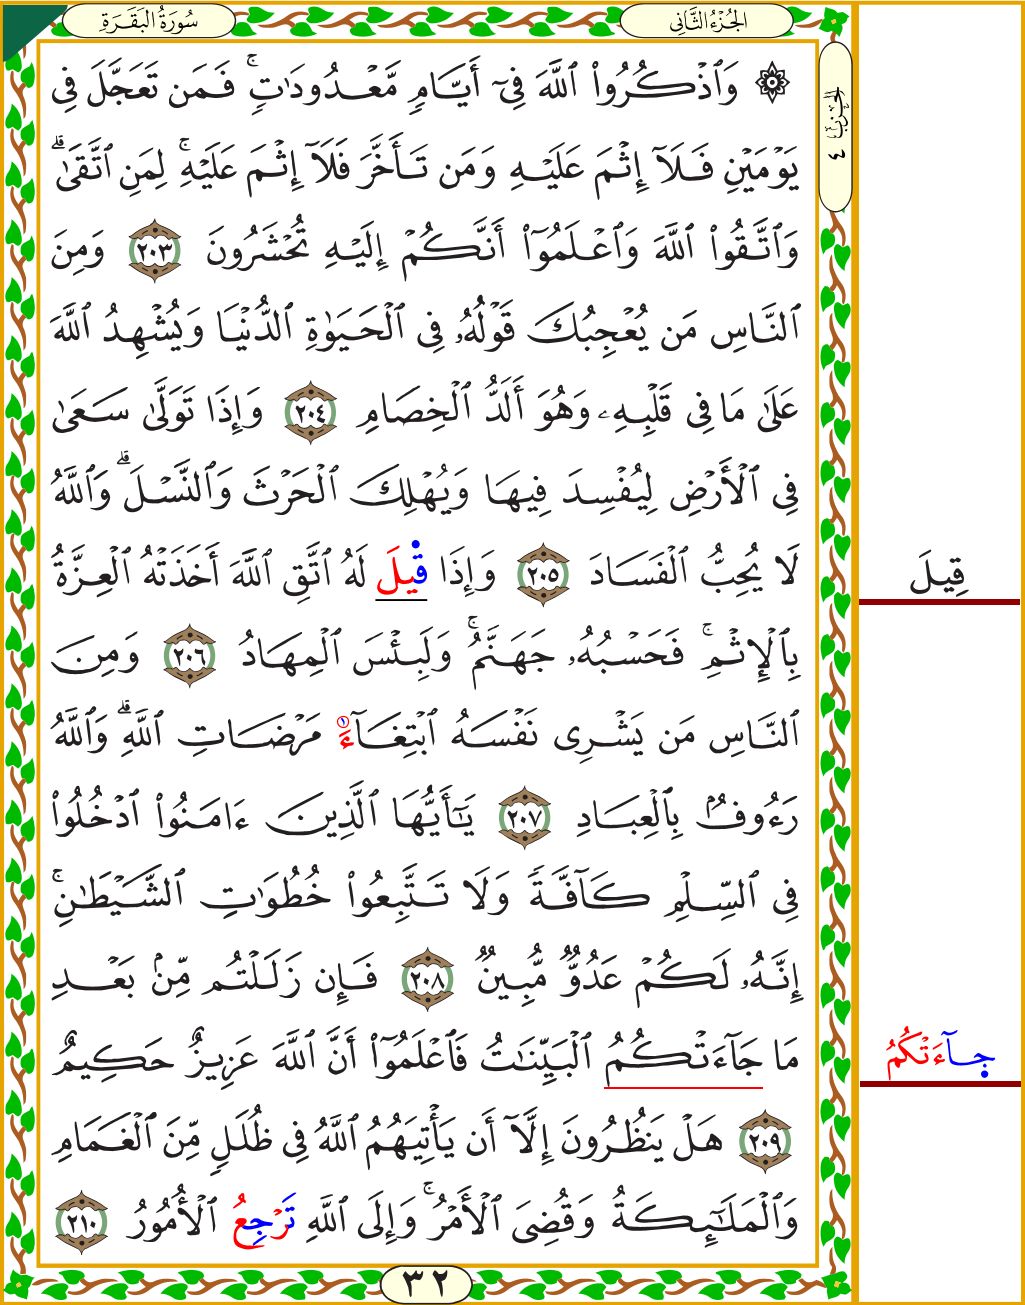 سُورَةُ الْبَقَرَةِ
الْجُزْءُ الثَّانِي
الحزب ٤
۞ وَٱذۡكُرُواْ ٱللَّهَ فِيٓ أَيَّامٖ مَّعۡدُودَٰتٖۚ فَمَن تَعَجَّلَ فِي
يَوۡمَيۡنِ فَلَآ إِثۡمَ عَلَيۡهِ وَمَن تَأَخَّرَ فَلَآ إِثۡمَ عَلَيۡهِۚ لِمَنِ ٱتَّقَىٰۗ
وَٱتَّقُواْ ٱللَّهَ وَٱعۡلَمُوٓاْ أَنَّكُمۡ إِلَيۡهِ تُحۡشَرُونَ ٢٠٣ وَمِنَ
ٱلنَّاسِ مَن يُعۡجِبُكَ قَوۡلُهُۥ فِي ٱلۡحَيَوٰةِ ٱلدُّنۡيَا وَيُشۡهِدُ ٱللَّهَ
عَلَىٰ مَا فِي قَلۡبِهِۦ وَهُوَ أَلَدُّ ٱلۡخِصَامِ ٢٠٤ وَإِذَا تَوَلَّىٰ سَعَىٰ
فِي ٱلۡأَرۡضِ لِيُفۡسِدَ فِيهَا وَيُهۡلِكَ ٱلۡحَرۡثَ وَٱلنَّسۡلَۗ وَٱللَّهُ
لَا يُحِبُّ ٱلۡفَسَادَ ٢٠٥ وَإِذَا قِيلَ لَهُ ٱتَّقِ ٱللَّهَ أَخَذَتۡهُ ٱلۡعِزَّةُ
قِيلَ
بِٱلۡإِثۡمِۚ فَحَسۡبُهُۥ جَهَنَّمُۚ وَلَبِئۡسَ ٱلۡمِهَادُ ٢٠٦ وَمِنَ
ٱلنَّاسِ مَن يَشۡرِي نَفۡسَهُ ٱبۡتِغَآءَ مَرۡضَاتِ ٱللَّهِۗ وَٱللَّهُ
رَءُوفُۢ بِٱلۡعِبَادِ ٢٠٧ يَٰٓأَيُّهَا ٱلَّذِينَ ءَامَنُواْ ٱدۡخُلُواْ
فِي ٱلسِّلۡمِ كَآفَّةٗ وَلَا تَتَّبِعُواْ خُطُوَٰتِ ٱلشَّيۡطَٰنِۚ
إِنَّهُۥ لَكُمۡ عَدُوّٞ مُّبِينٞ ٢٠٨ فَإِن زَلَلۡتُم مِّنۢ بَعۡدِ
مَا جَآءَتۡكُمُ ٱلۡبَيِّنَٰتُ فَٱعۡلَمُوٓاْ أَنَّ ٱللَّهَ عَزِيزٌ حَكِيمٌ
جآءَتۡكُمُ
٢٠٩ هَلۡ يَنظُرُونَ إِلَّآ أَن يَأۡتِيَهُمُ ٱللَّهُ فِي ظُلَلٖ مِّنَ ٱلۡغَمَامِ
وَٱلۡمَلَٰٓئِكَةُ وَقُضِيَ ٱلۡأَمۡرُۚ وَإِلَى ٱللَّهِ تَرۡجِعُ ٱلۡأُمُورُ ٢١٠
٣٢